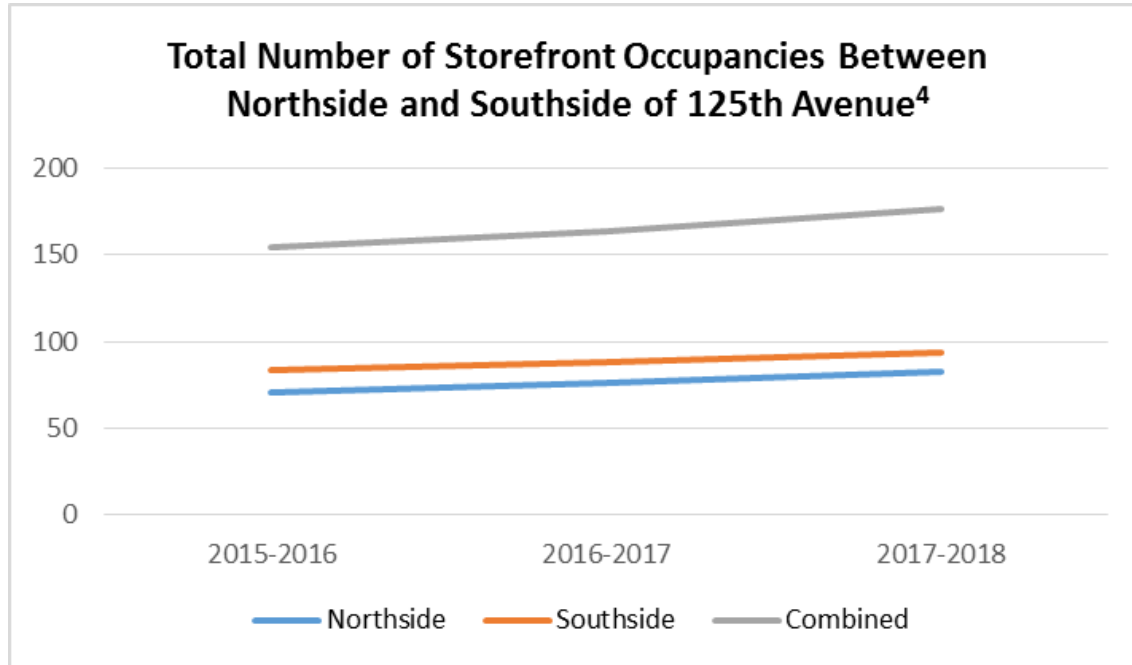 Total Number of Storefront Occupancies Between
Northside and Southside of 125th Avenue⁴
200
150
100
50
0
2015-2016 2016-2017 2017-2018
Northside Southside Combined